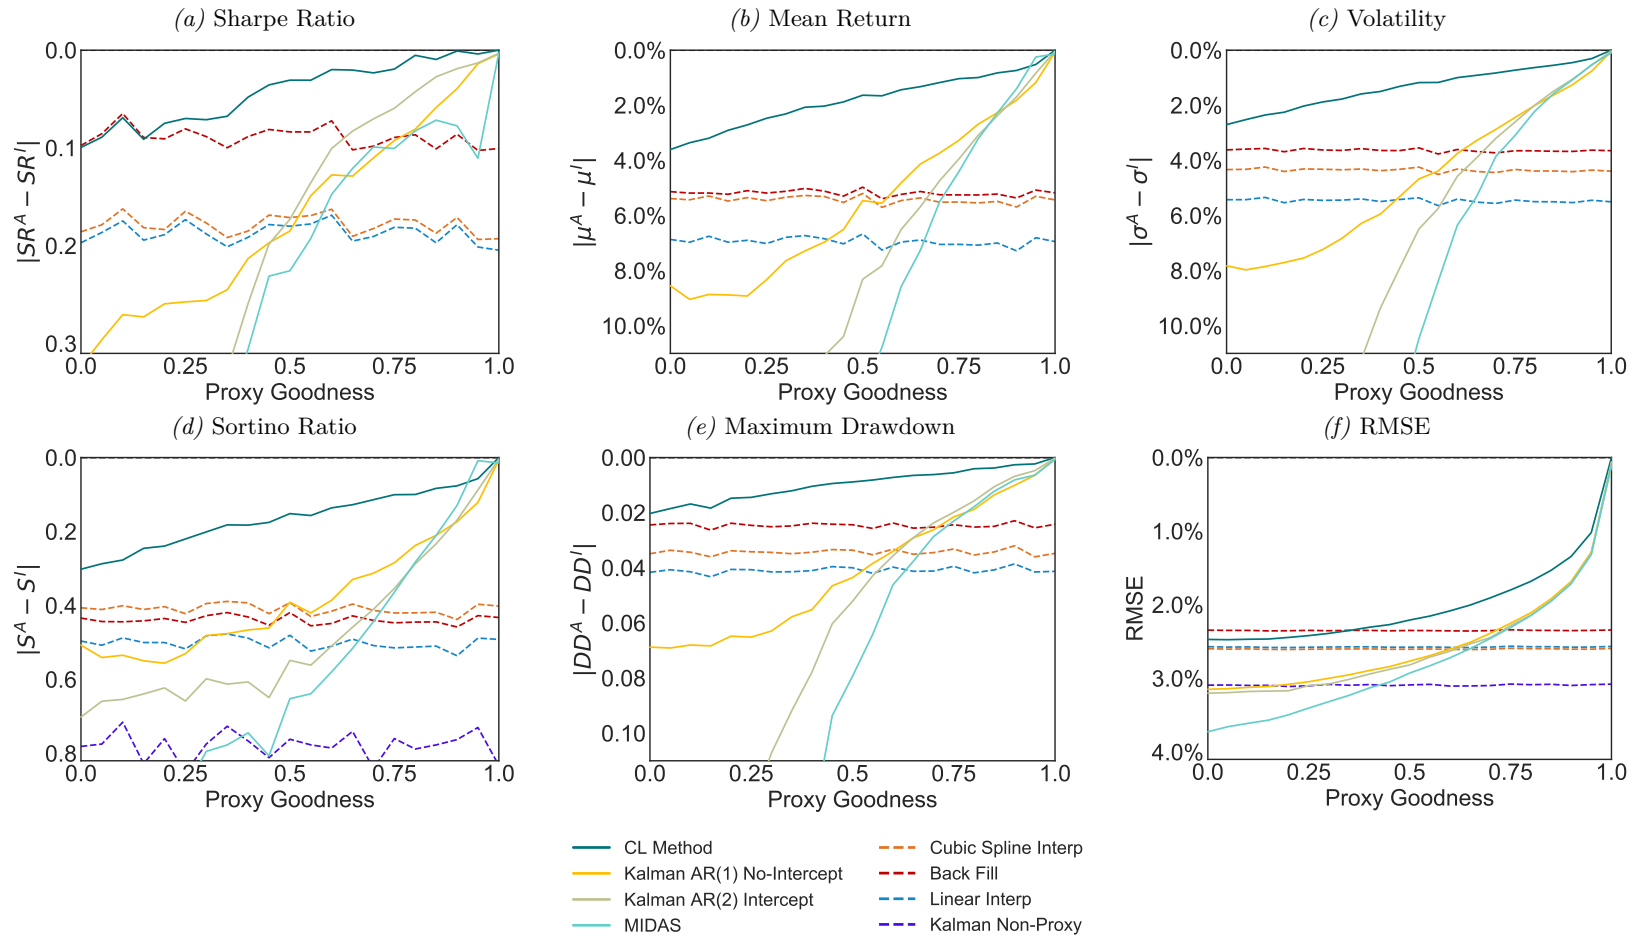 (a) Sharpe Ratio
0.0
0.1
0.2
0.3
|SR^A − SR^I|
0.0 0.25 0.5 0.75 1.0
Proxy Goodness
(b) Mean Return
0.0%
2.0%
4.0%
6.0%
8.0%
10.0%
|μ^A − μ^I|
0.0 0.25 0.5 0.75 1.0
Proxy Goodness
(c) Volatility
0.0%
2.0%
4.0%
6.0%
8.0%
10.0%
|σ^A − σ^I|
0.0 0.25 0.5 0.75 1.0
Proxy Goodness
(d) Sortino Ratio
0.0
0.2
0.4
0.6
0.8
|S^A − S^I|
0.0 0.25 0.5 0.75 1.0
Proxy Goodness
(e) Maximum Drawdown
0.00
0.02
0.04
0.06
0.08
0.10
|DD^A − DD^I|
0.0 0.25 0.5 0.75 1.0
Proxy Goodness
(f) RMSE
0.0%
1.0%
2.0%
3.0%
4.0%
RMSE
0.0 0.25 0.5 0.75 1.0
Proxy Goodness
CL Method
Kalman AR(1) No-Intercept
Kalman AR(2) Intercept
MIDAS
Cubic Spline Interp
Back Fill
Linear Interp
Kalman Non-Proxy